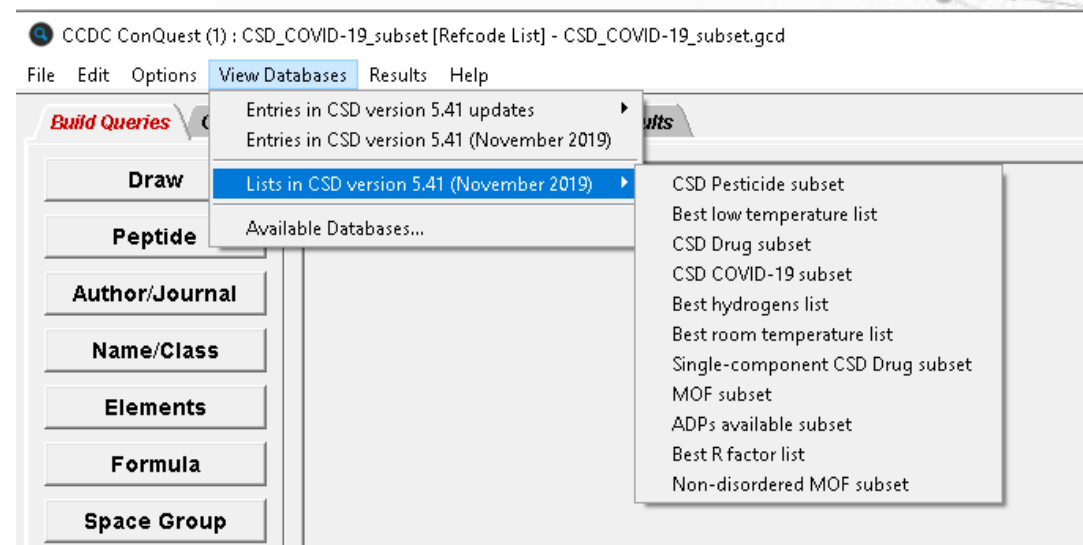 CCDC ConQuest (1) : CSD_COVID-19_subset [Refcode List] - CSD_COVID-19_subset.gcd
File Edit Options View Databases Results Help
Build Queries
Entries in CSD version 5.41 updates
Entries in CSD version 5.41 (November 2019)
Lists in CSD version 5.41 (November 2019)
Available Databases...
CSD Pesticide subset
Best low temperature list
CSD Drug subset
CSD COVID-19 subset
Best hydrogens list
Best room temperature list
Single-component CSD Drug subset
MOF subset
ADPs available subset
Best R factor list
Non-disordered MOF subset
Draw
Peptide
Author/Journal
Name/Class
Elements
Formula
Space Group